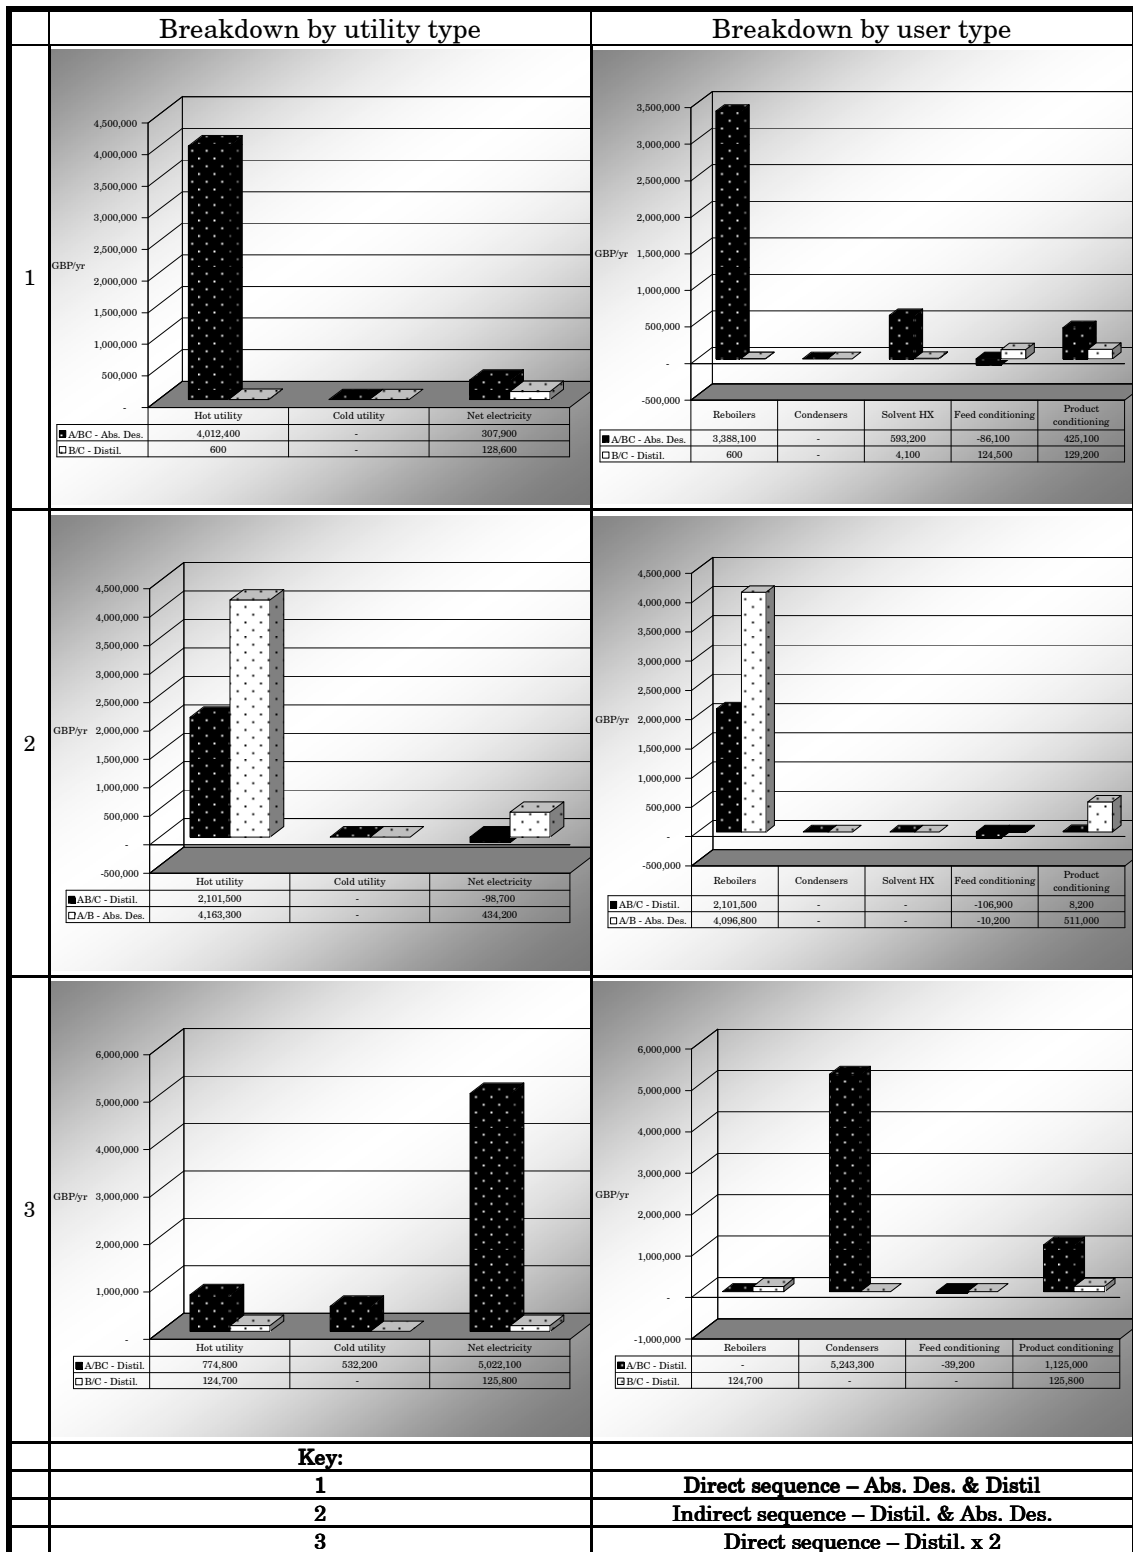 Breakdown by utility type Breakdown by user type
1
4,500,000
4,000,000
3,500,000
3,000,000
2,500,000
GBP/yr
2,000,000
1,500,000
1,000,000
500,000
-
Hot utility Cold utility Net electricity
A/BC - Abs. Des. 4,012,400 - 307,900
B/C - Distil. 600 - 128,600
3,500,000
3,000,000
2,500,000
2,000,000
GBP/yr 1,500,000
1,000,000
500,000
-
-500,000
Reboilers Condensers Solvent HX Feed conditioning Product
conditioning
A/BC - Abs. Des. 3,388,100 - 593,200 -86,100 425,100
B/C - Distil. 600 - 4,100 124,500 129,200
2
4,500,000
4,000,000
3,500,000
3,000,000
2,500,000
GBP/yr 2,000,000
1,500,000
1,000,000
500,000
-
-500,000
Hot utility Cold utility Net electricity
AB/C - Distil. 2,101,500 - -98,700
A/B - Abs. Des. 4,163,300 - 434,200
4,500,000
4,000,000
3,500,000
3,000,000
2,500,000
GBP/yr 2,000,000
1,500,000
1,000,000
500,000
-
-500,000
Reboilers Condensers Solvent HX Feed conditioning Product
conditioning
AB/C - Distil. 2,101,500 - - -106,900 8,200
A/B - Abs. Des. 4,096,800 - - -10,200 511,000
3
6,000,000
5,000,000
4,000,000
GBP/yr 3,000,000
2,000,000
1,000,000
-
Hot utility Cold utility Net electricity
A/BC - Distil. 774,800 532,200 5,022,100
B/C - Distil. 124,700 - 125,800
6,000,000
5,000,000
4,000,000
3,000,000
GBP/yr
2,000,000
1,000,000
-
-1,000,000
Reboilers Condensers Feed conditioning Product conditioning
A/BC - Distil. - 5,243,300 -39,200 1,125,000
B/C - Distil. 124,700 - - 125,800
Key:
1 Direct sequence – Abs. Des. & Distil
2 Indirect sequence – Distil. & Abs. Des.
3 Direct sequence – Distil. x 2